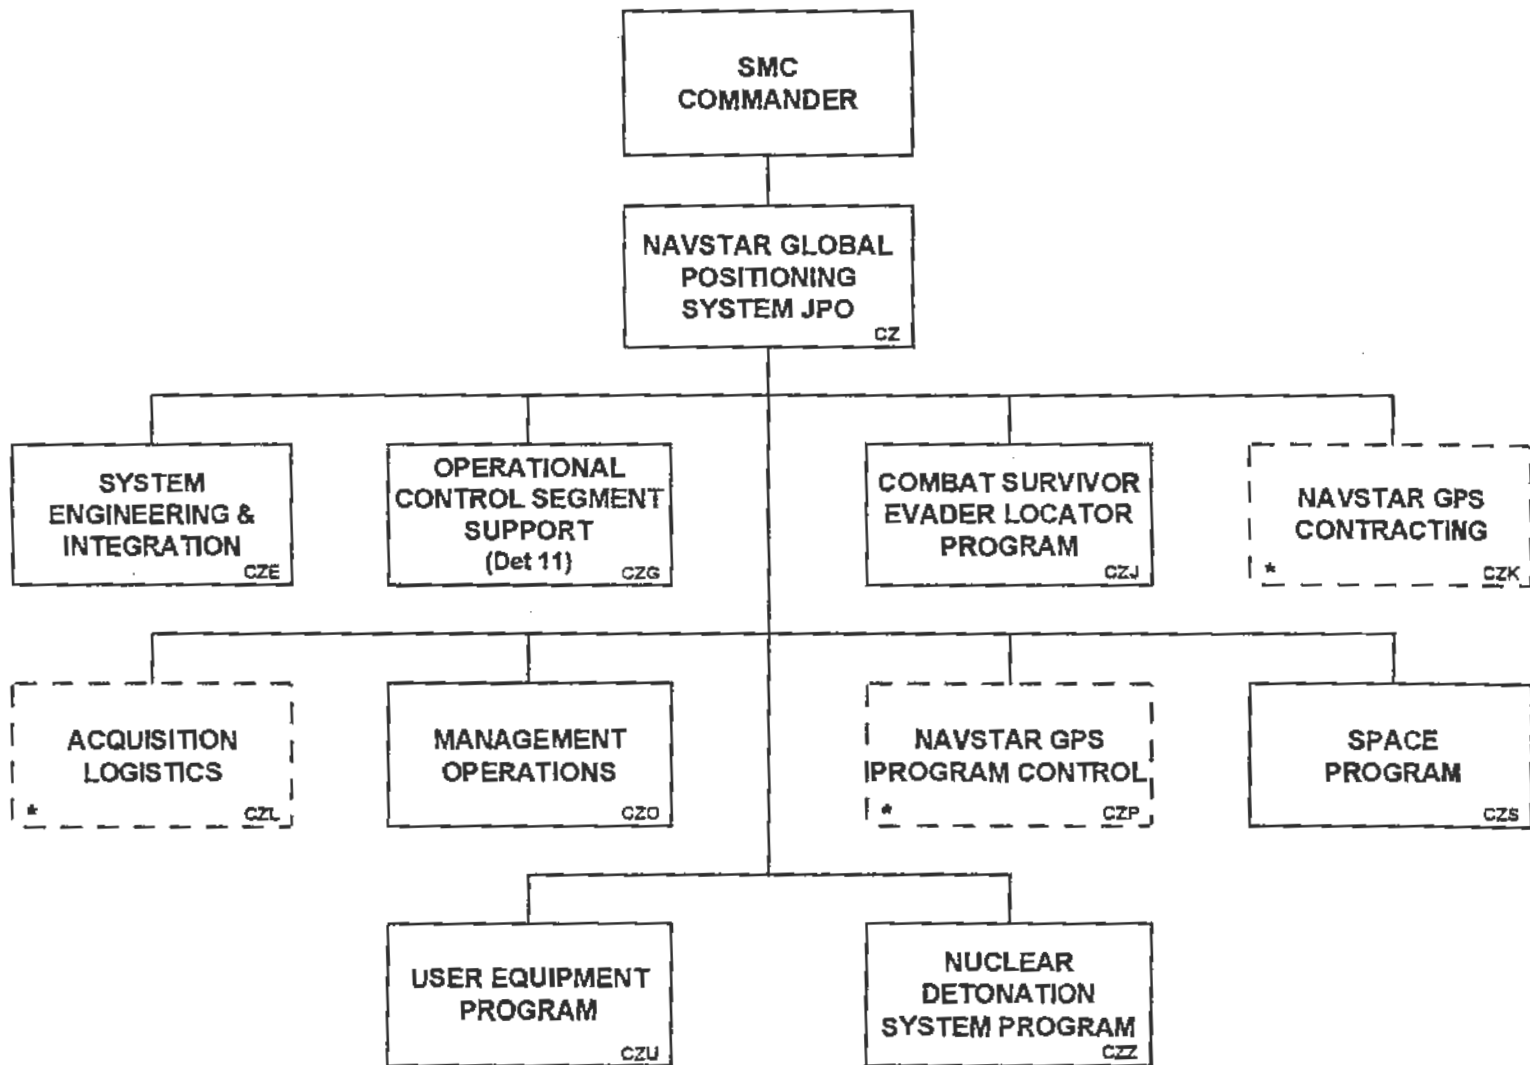 SMC
COMMANDER
NAVSTAR GLOBAL
POSITIONING
SYSTEM JPO
CZ
SYSTEM
ENGINEERING &
INTEGRATION
CZE
OPERATIONAL
CONTROL SEGMENT
SUPPORT
(Det 11)
CZG
COMBAT SURVIVOR
EVADER LOCATOR
PROGRAM
CZJ
NAVSTAR GPS
CONTRACTING
* CZK
ACQUISITION
LOGISTICS
* CZL
MANAGEMENT
OPERATIONS
CZO
NAVSTAR GPS
IPROGRAM CONTROL
* CZP
SPACE
PROGRAM
CZS
USER EQUIPMENT
PROGRAM
CZU
NUCLEAR
DETONATION
SYSTEM PROGRAM
CZZ